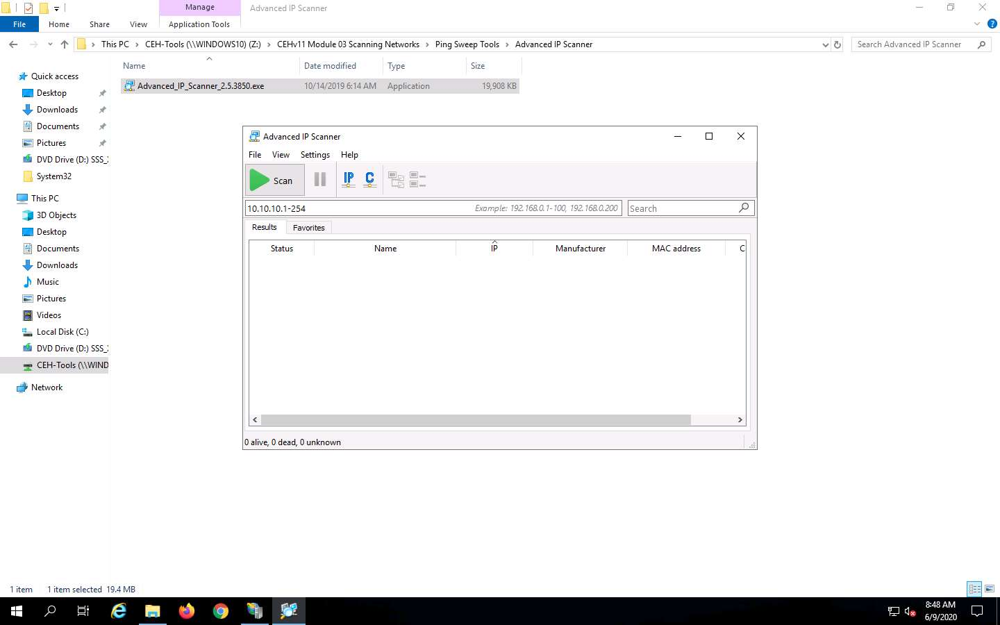 Manage
Advanced IP Scanner
File
Home
Share
View
Application Tools
This PC
CEH-Tools (\\WINDOWS10) (Z:)
CEHv11 Module 03 Scanning Networks
Ping Sweep Tools
Advanced IP Scanner
Search Advanced IP Scanner
Name
Date modified
Type
Size
Advanced_IP_Scanner_2.5.3850.exe
10/14/2019 6:14 AM
Application
19,908 KB
Quick access
Desktop
Downloads
Documents
Pictures
DVD Drive (D:) SSS_
System32
This PC
3D Objects
Desktop
Documents
Downloads
Music
Pictures
Videos
Local Disk (C:)
DVD Drive (D:) SSS_
CEH-Tools (\\WIND
Network
Advanced IP Scanner
File
View
Settings
Help
Scan
IP
C
10.10.10.1-254
Example: 192.168.0.1-100, 192.168.0.200
Search
Results
Favorites
Status
Name
IP
Manufacturer
MAC address
C
0 alive, 0 dead, 0 unknown
1 item
1 item selected 19.4 MB
8:48 AM
6/9/2020